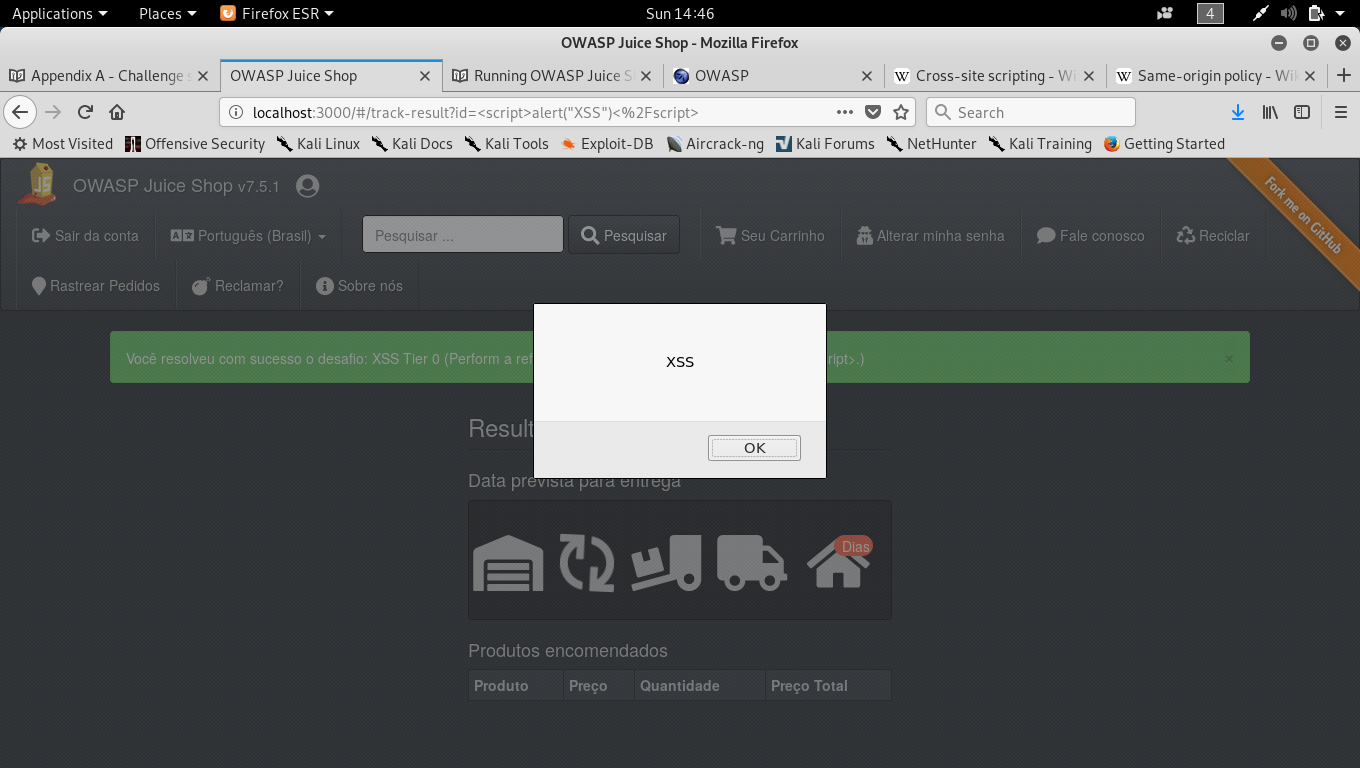 Applications Places Firefox ESR Sun 14:46 4
OWASP Juice Shop - Mozilla Firefox
Appendix A - Challenge OWASP Juice Shop Running OWASP Juice S OWASP Cross-site scripting - Wi Same-origin policy - Wik
localhost:3000/#/track-result?id=<script>alert("XSS")<%2Fscript> Search
Most Visited Offensive Security Kali Linux Kali Docs Kali Tools Exploit-DB Aircrack-ng Kali Forums NetHunter Kali Training Getting Started
JS OWASP Juice Shop v7.5.1
Fork me on GitHub
Sair da conta Português (Brasil) Pesquisar ... Pesquisar Seu Carrinho Alterar minha senha Fale conosco Reciclar
Rastrear Pedidos Reclamar? Sobre nós
Você resolveu com sucesso o desafio: XSS Tier 0 (Perform a ref ript>.) ×
XSS
OK
Result
Data prevista para entrega
Dias
Produtos encomendados
Produto Preço Quantidade Preço Total